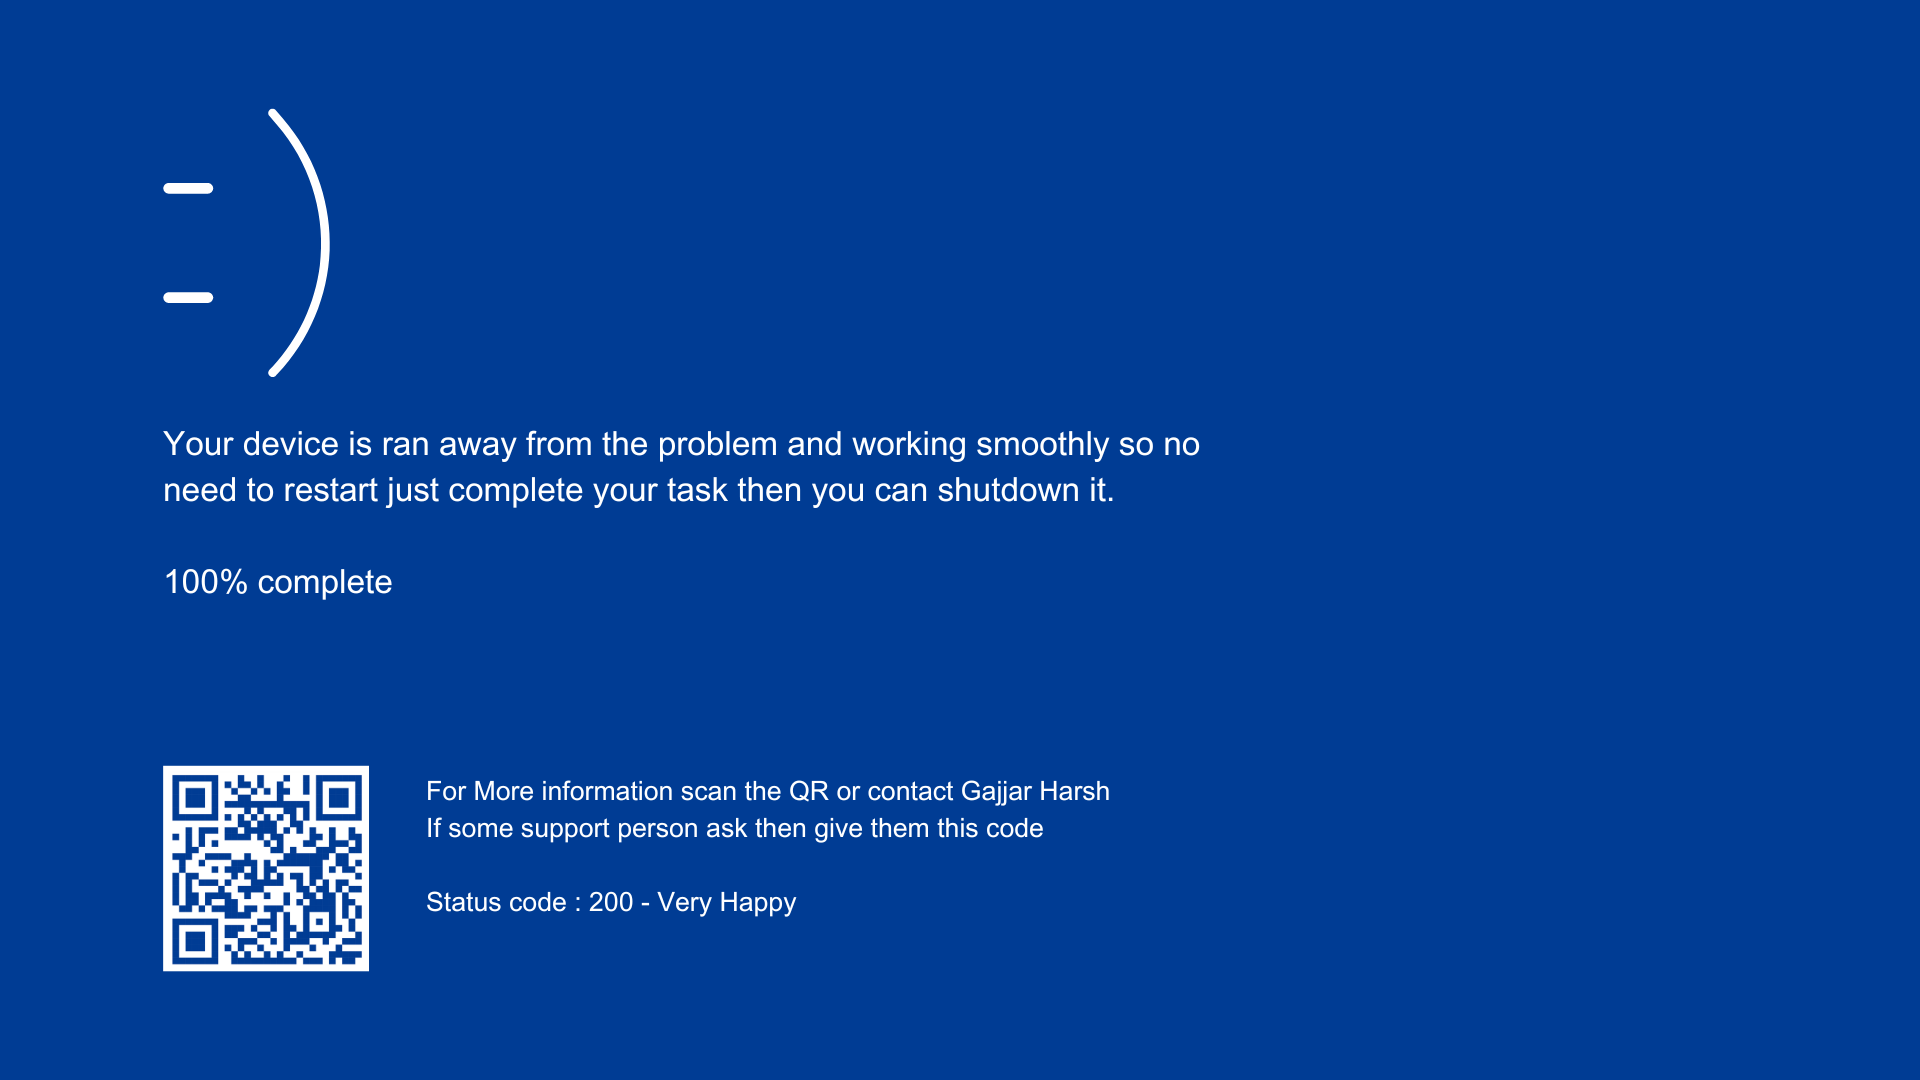 Your device is ran away from the problem and working smoothly so no
need to restart just complete your task then you can shutdown it.
100% complete
For More information scan the QR or contact Gajjar Harsh
If some support person ask then give them this code
Status code : 200 - Very Happy